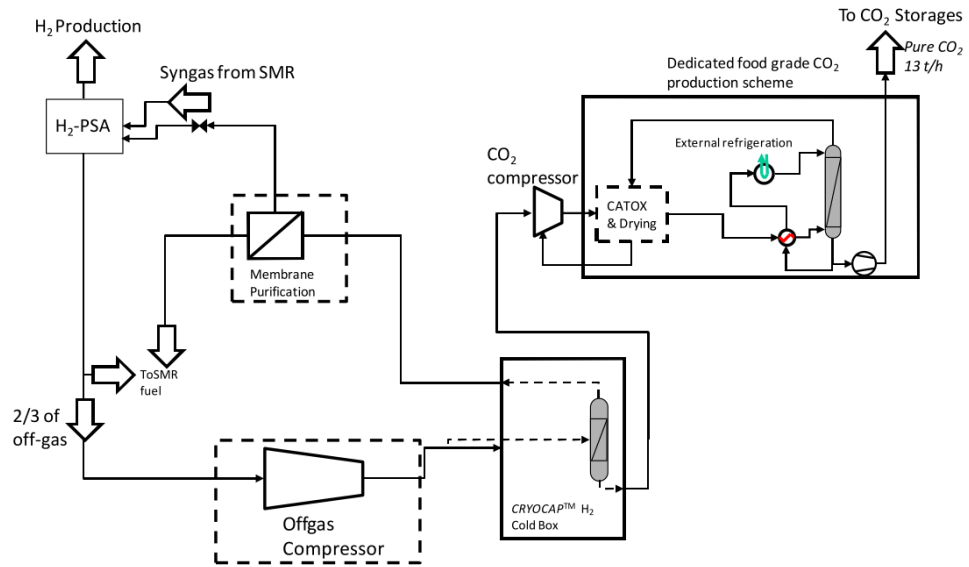 H2 Production
Syngas from SMR
H2-PSA
To CO2 Storages
Pure CO2
13 t/h
Dedicated food grade CO2
production scheme
External refrigeration
CO2
compressor
CATOX
& Drying
Membrane
Purification
ToSMR
fuel
2/3 of
off-gas
Offgas
Compressor
CRYOCAP™ H2
Cold Box